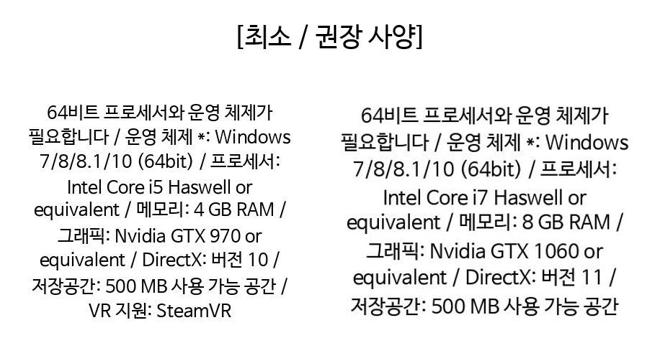 [최소 / 권장 사양]
64비트 프로세서와 운영 체제가
필요합니다 / 운영 체제 *: Windows
7/8/8.1/10 (64bit) / 프로세서:
Intel Core i5 Haswell or
equivalent / 메모리: 4 GB RAM /
그래픽: Nvidia GTX 970 or
equivalent / DirectX: 버전 10 /
저장공간: 500 MB 사용 가능 공간 /
VR 지원: SteamVR
64비트 프로세서와 운영 체제가
필요합니다 / 운영 체제 *: Windows
7/8/8.1/10 (64bit) / 프로세서:
Intel Core i7 Haswell or
equivalent / 메모리: 8 GB RAM /
그래픽: Nvidia GTX 1060 or
equivalent / DirectX: 버전 11 /
저장공간: 500 MB 사용 가능 공간